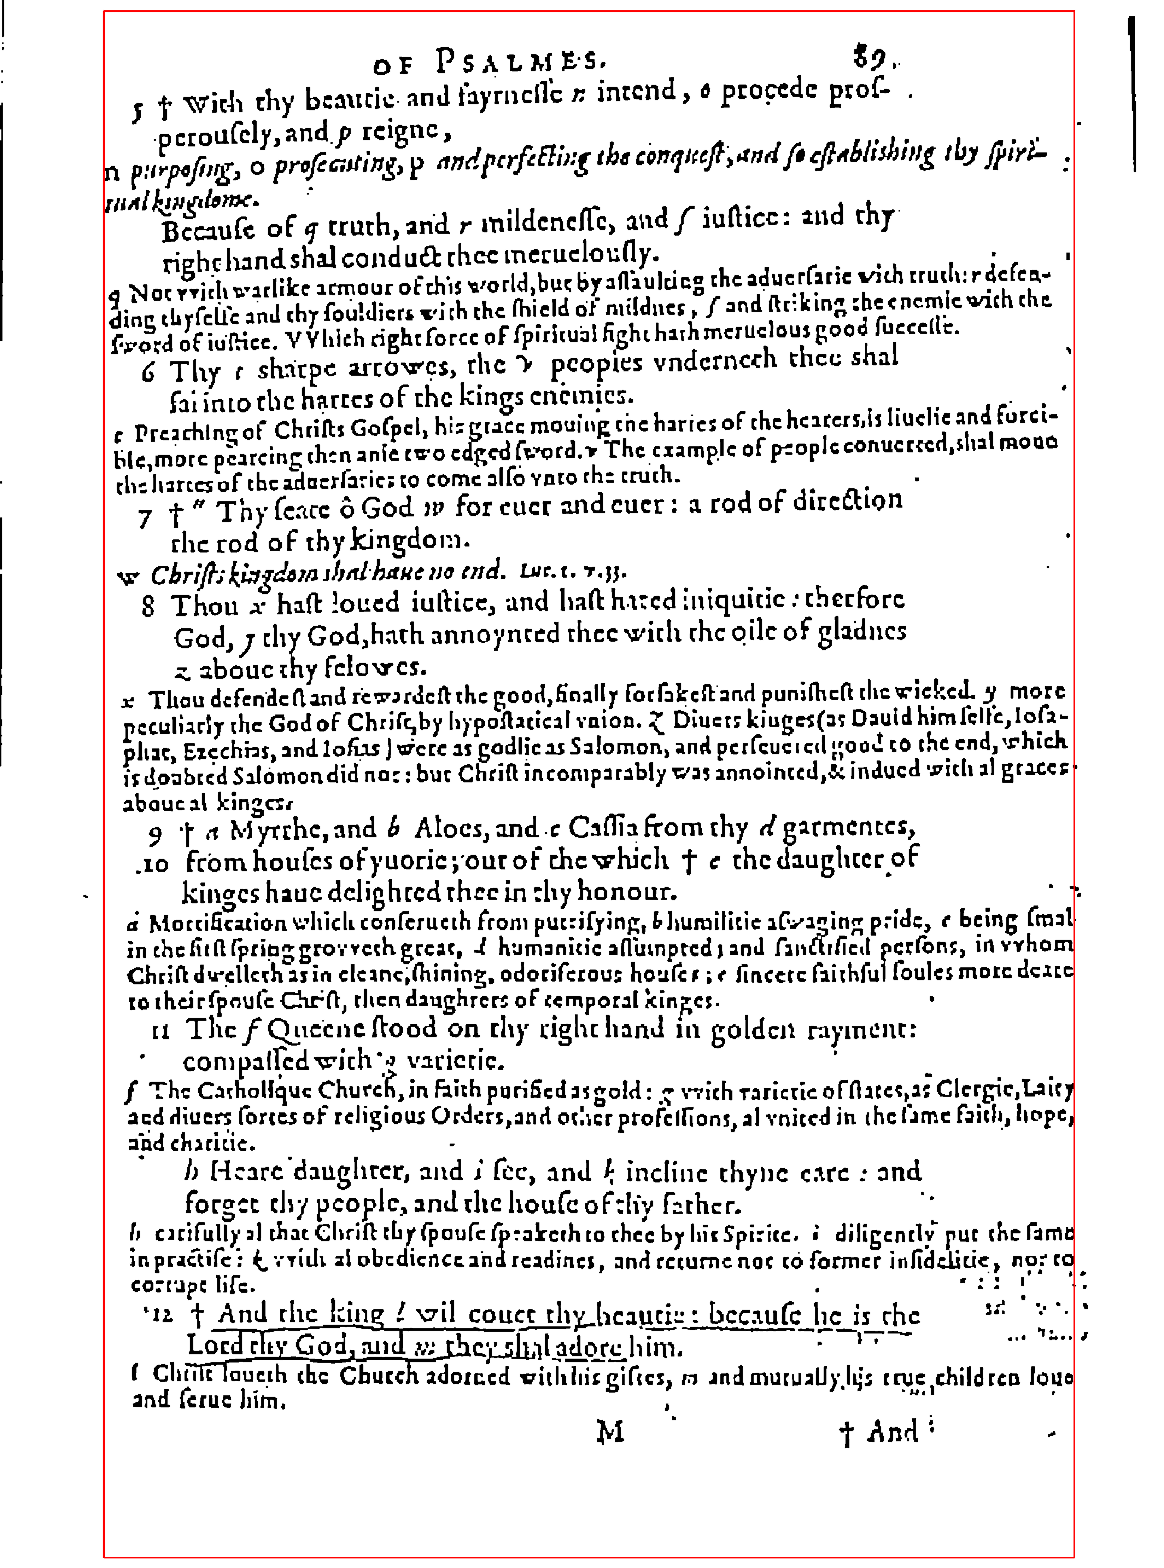 OF PSALMES. 89.
5 † With thy beautie and fayrnesse n intend, o procede pros-
perously, and p reigne,
n purposing, o prosecuting, p and perfecting the conquest, and so establishing thy spiri-
tual kingdome.
Because of q truth, and r mildenesse, and ſ iustice: and thy
right hand shal conduct thee meruelously.
q Not vvith warlike armour of this world, but by assaulting the aduersarie with truth: r defen-
ding thyselfe and thy souldiers with the shield of mildnes, ſ and striking the enemie with the
sword of iustice. VVhich right force of spiritual fight hath meruelous good successe.
6 Thy t sharpe arrowes, the v peoples vnderneth thee shal
fal into the hartes of the kings enemies.
t Preaching of Christs Gospel, his grace mouing the hartes of the hearers, is liuelie and forci-
ble, more pearcing then anie two edged sword. v The example of people conuerted, shal moue
the hartes of the aduersaries to come also vnto the truth.
7 † " Thy seate ô God w for euer and euer: a rod of direction
the rod of thy kingdom.
w Christs kingdom shal haue no end. Luc. 1. v. 33.
8 Thou x hast loued iustice, and hast hated iniquitie: therfore
God, y thy God, hath annoynted thee with the oile of gladnes
z aboue thy felowes.
x Thou defendest and rewardest the good, finally forsakest and punishest the wicked. y more
peculiarly the God of Christ, by hypostatical vnion. z Diuers kinges (as Dauid himselfe, Iosa-
phat, Ezechias, and Iosias) were as godlie as Salomon, and perseuered good to the end, which
is doubted Salomon did not: but Christ incomparably was annointed, & indued with al graces
aboue al kinges.
9 † a Myrrhe, and b Aloes, and c Cassia from thy d garmentes,
10 from houses of yuorie; out of the which † e the daughter of
kinges haue delighted thee in thy honour.
a Mortification which conserueth from putrifying, b humilitie asswaging pride, c being smal
in the first spring grovveth great, d humanitie assumpted; and sanctified persons, in vvhom
Christ dwelleth as in cleane, shining, odoriferous houses; e sincere faithful soules more deare
to their spouse Christ, then daughters of temporal kinges.
11 The f Queene stood on thy right hand in golden rayment:
compassed with g varietie.
f The Catholique Church, in faith purified as gold: g vvith varietie of states, as Clergie, Laity
and diuers sortes of religious Orders, and other professions, al vnited in the same faith, hope,
and charitie.
h Heare daughter, and i see, and k incline thyne eare: and
forget thy people, and the house of thy father.
h carefully al that Christ thy spouse speaketh to thee by his Spirite. i diligently put the same
in practise: k vvith al obedience and readines, and returne not to former infidelitie, nor to
corrupt life.
12 † And the king l wil couet thy beautie: because he is the
Lord thy God, and m they shal adore him.
l Christ loueth the Church adorned with his giftes, m and mutually his true children loue
and serue him.
M † And